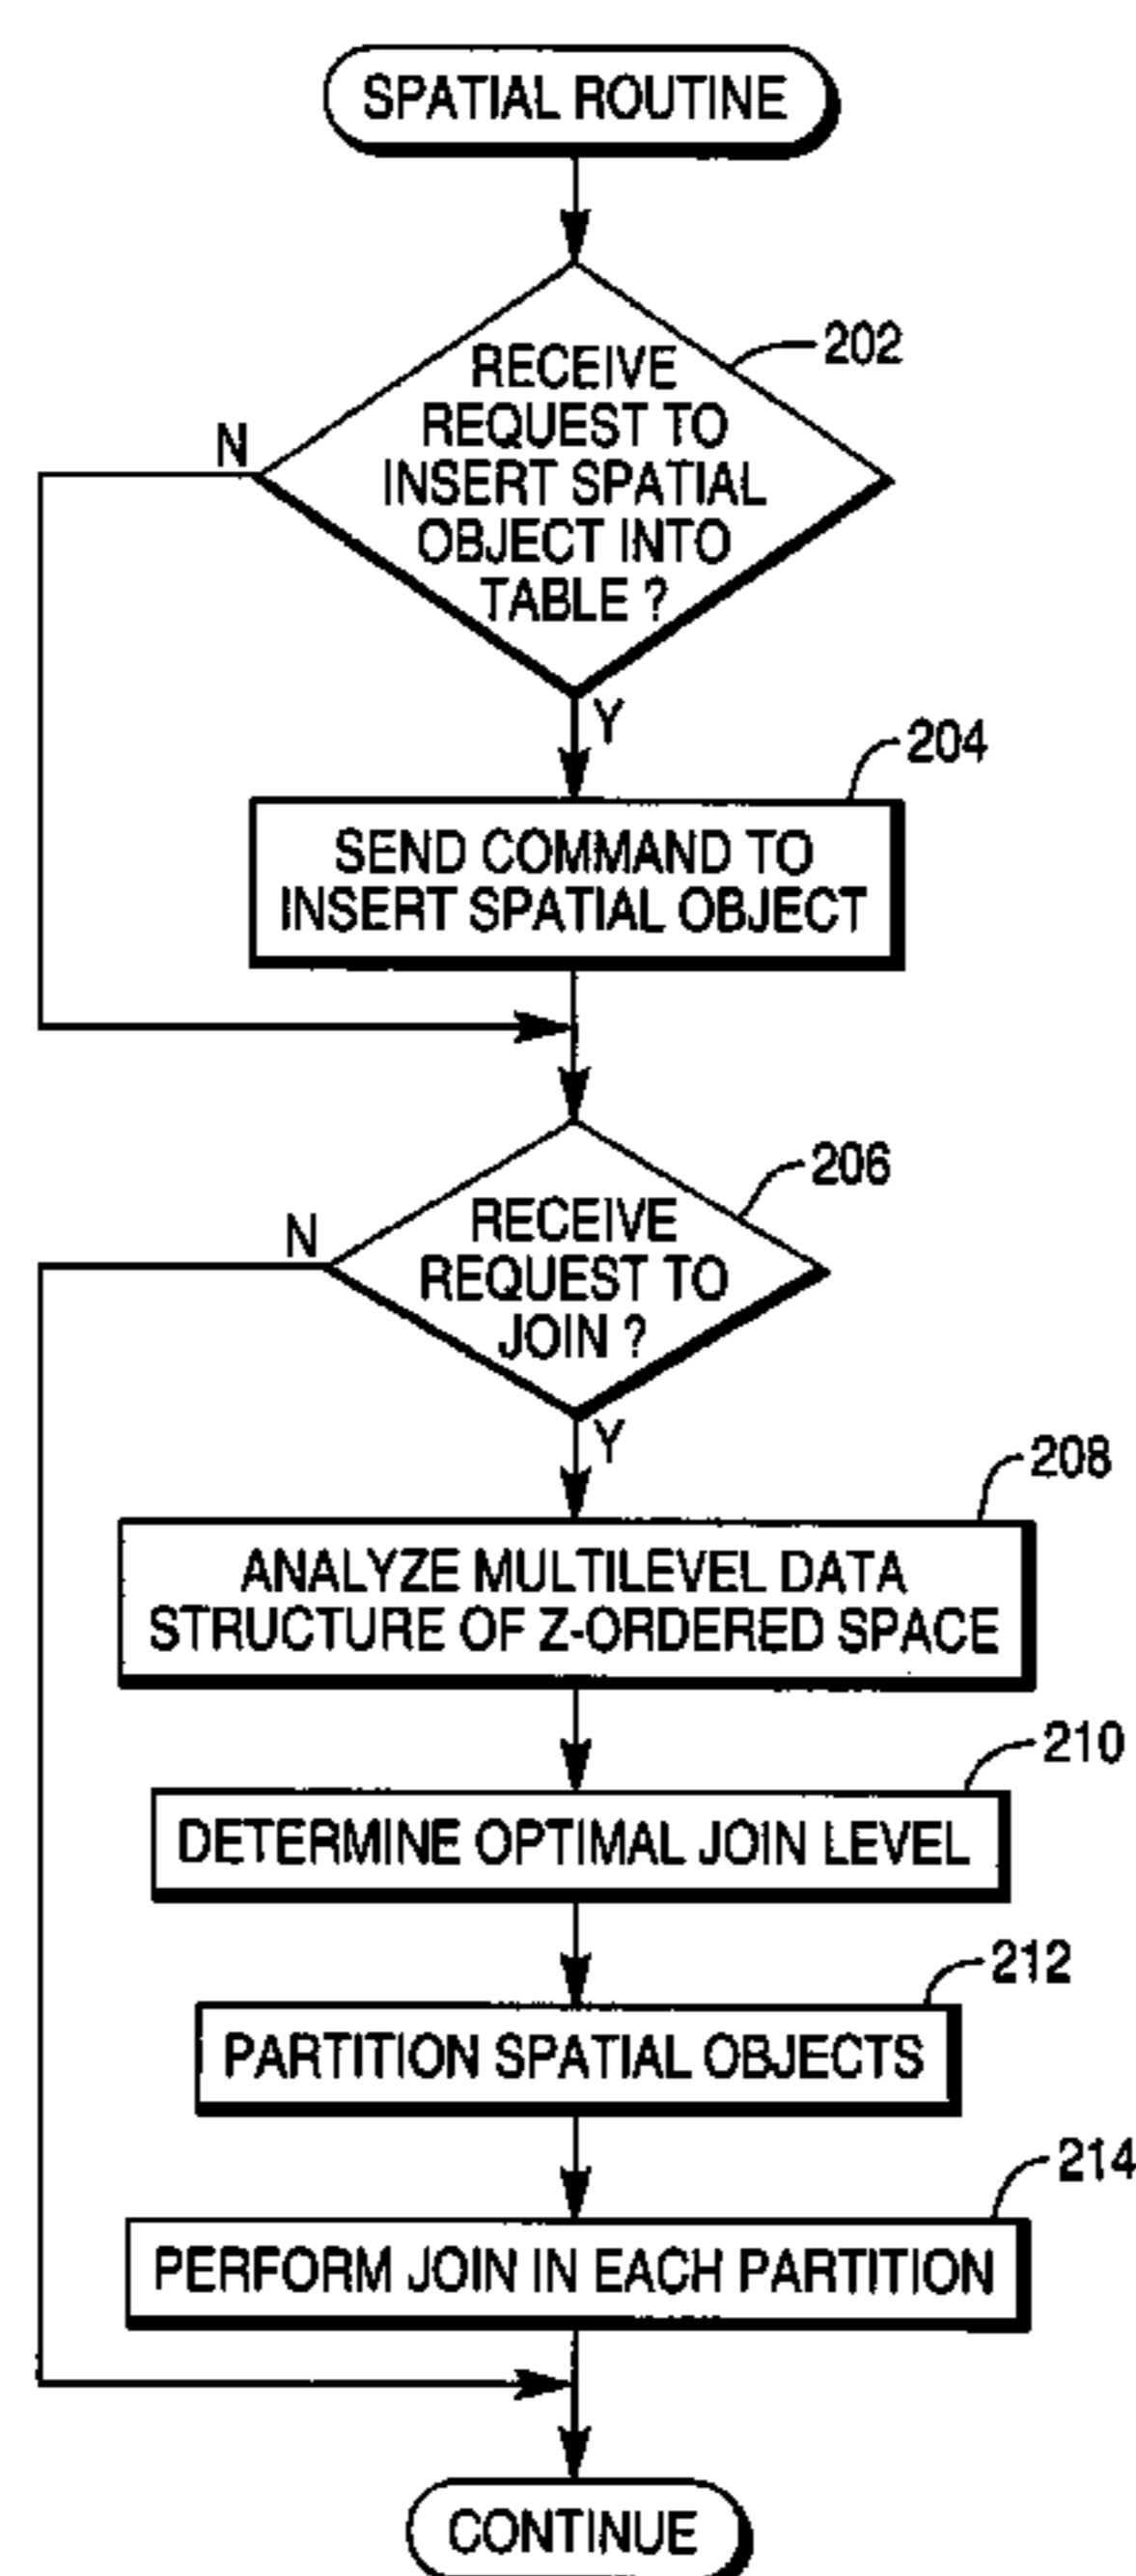 SPATIAL ROUTINE
202
RECEIVE
REQUEST TO
INSERT SPATIAL
OBJECT INTO
TABLE ?
N
Y
204
SEND COMMAND TO
INSERT SPATIAL OBJECT
206
RECEIVE
REQUEST TO
JOIN ?
N
Y
208
ANALYZE MULTILEVEL DATA
STRUCTURE OF Z-ORDERED SPACE
210
DETERMINE OPTIMAL JOIN LEVEL
212
PARTITION SPATIAL OBJECTS
214
PERFORM JOIN IN EACH PARTITION
CONTINUE